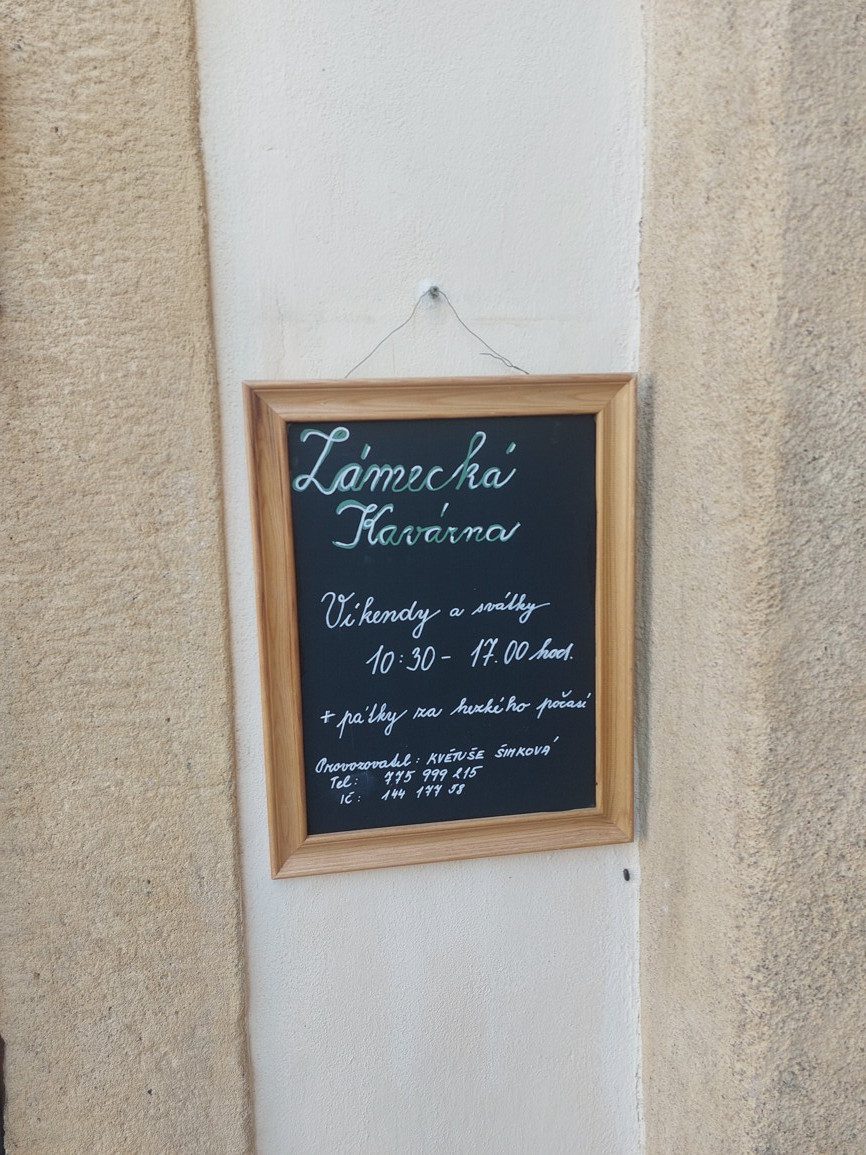 Zámecká
Kavárna
Víkendy a svátky
10:30 - 17.00 hod.
+ pátky za hezkého počasí
Provozovatel: KVĚTUŠE ŠIMKOVÁ
Tel: 775 999 215
IČ: 144 177 58